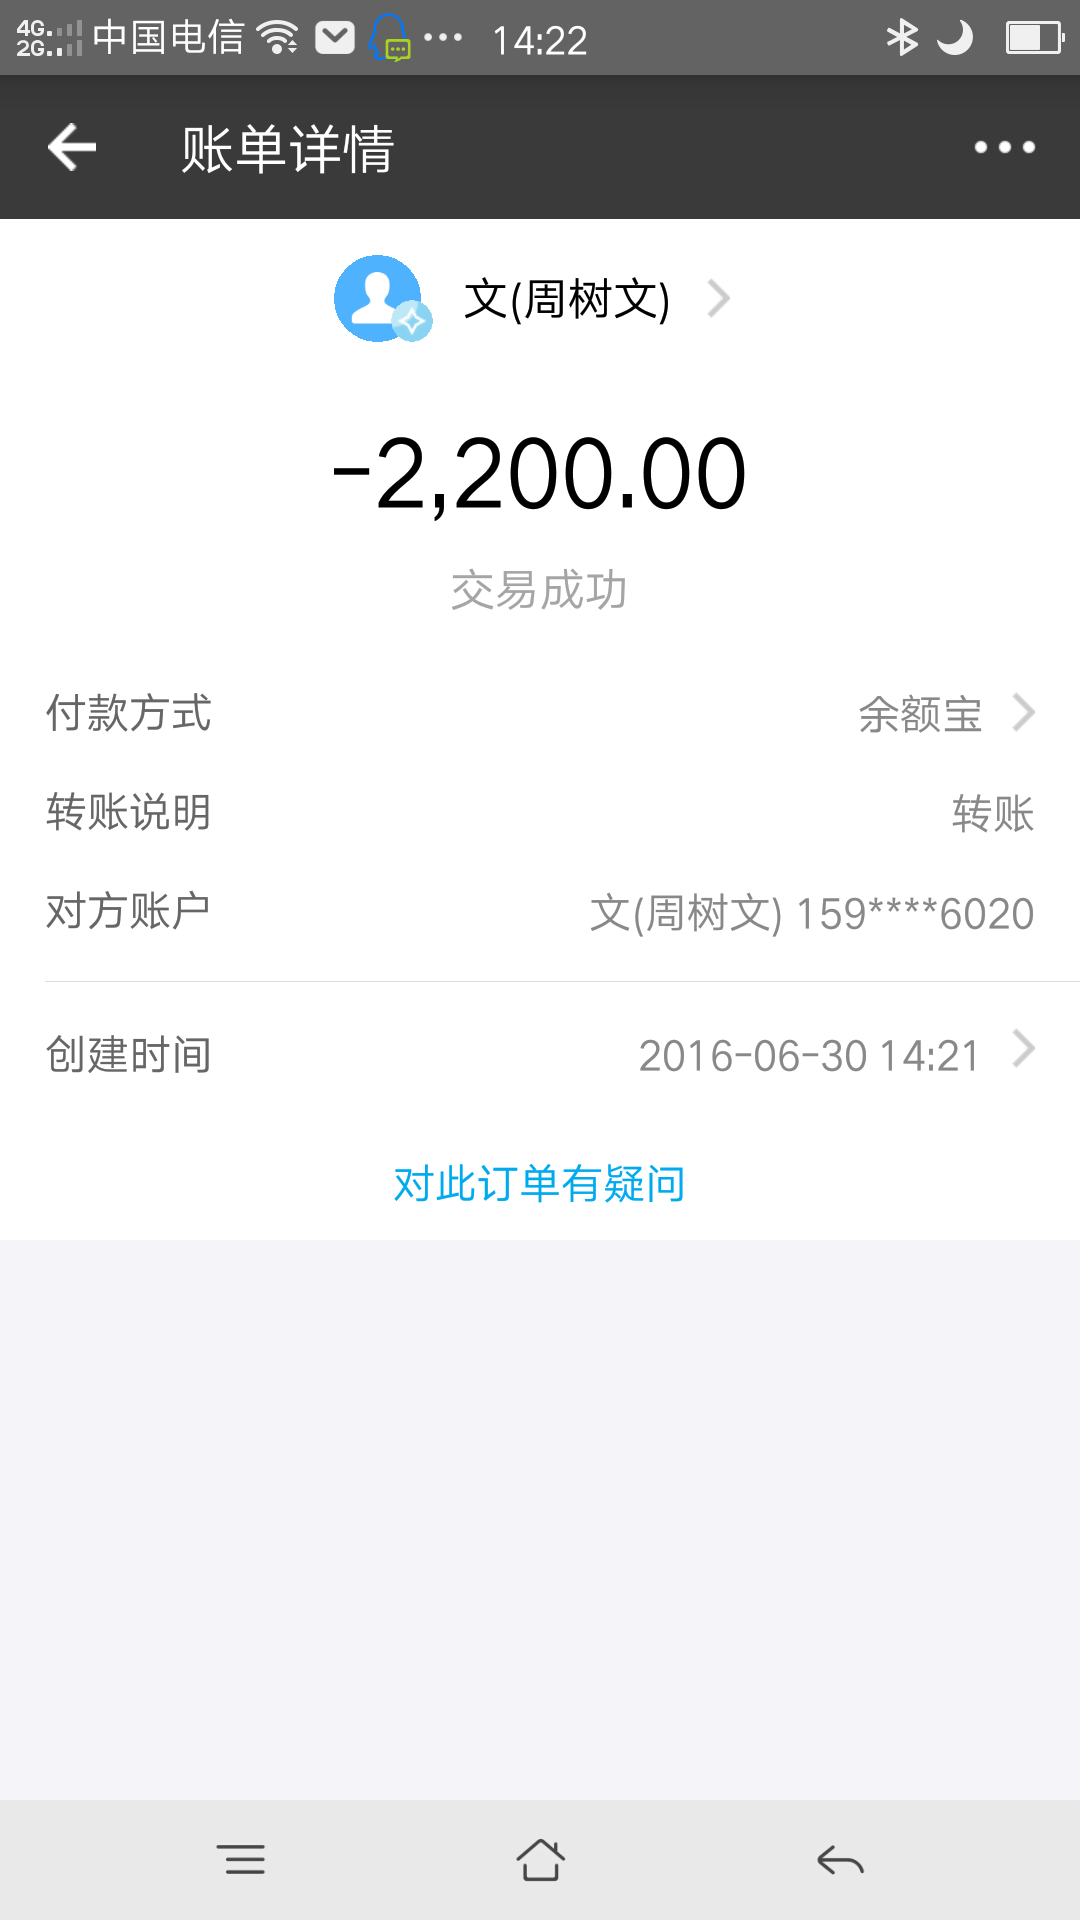 4G 2G 中国电信 14:22
账单详情
文(周树文)
-2,200.00
交易成功
付款方式 余额宝
转账说明 转账
对方账户 文(周树文) 159****6020
创建时间 2016-06-30 14:21
对此订单有疑问